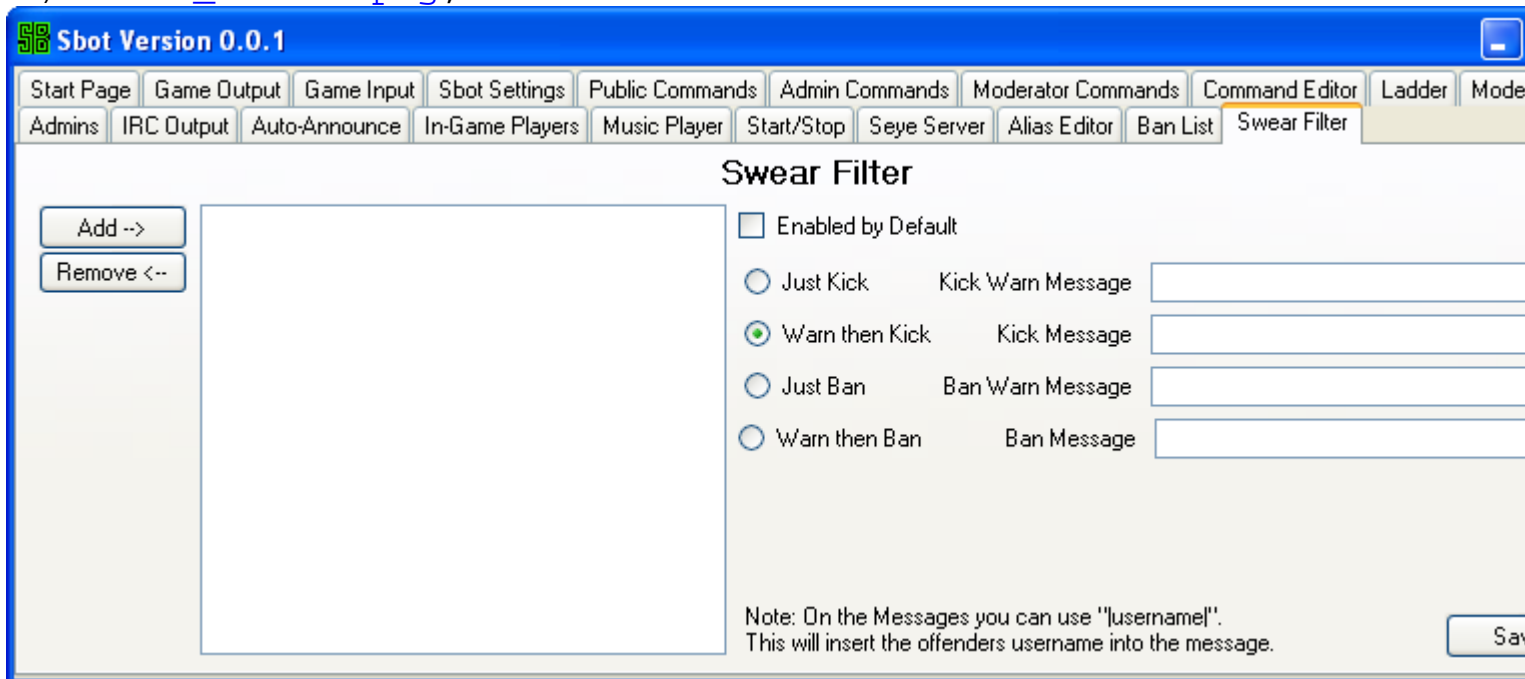 Sbot Version 0.0.1
Start Page Game Output Game Input Sbot Settings Public Commands Admin Commands Moderator Commands Command Editor Ladder Mode
Admins IRC Output Auto-Announce In-Game Players Music Player Start/Stop Seye Server Alias Editor Ban List Swear Filter
Swear Filter
Add -->
Remove <--
Enabled by Default
Just Kick Kick Warn Message
Warn then Kick Kick Message
Just Ban Ban Warn Message
Warn then Ban Ban Message
Note: On the Messages you can use "|username|".
This will insert the offenders username into the message.
Sav